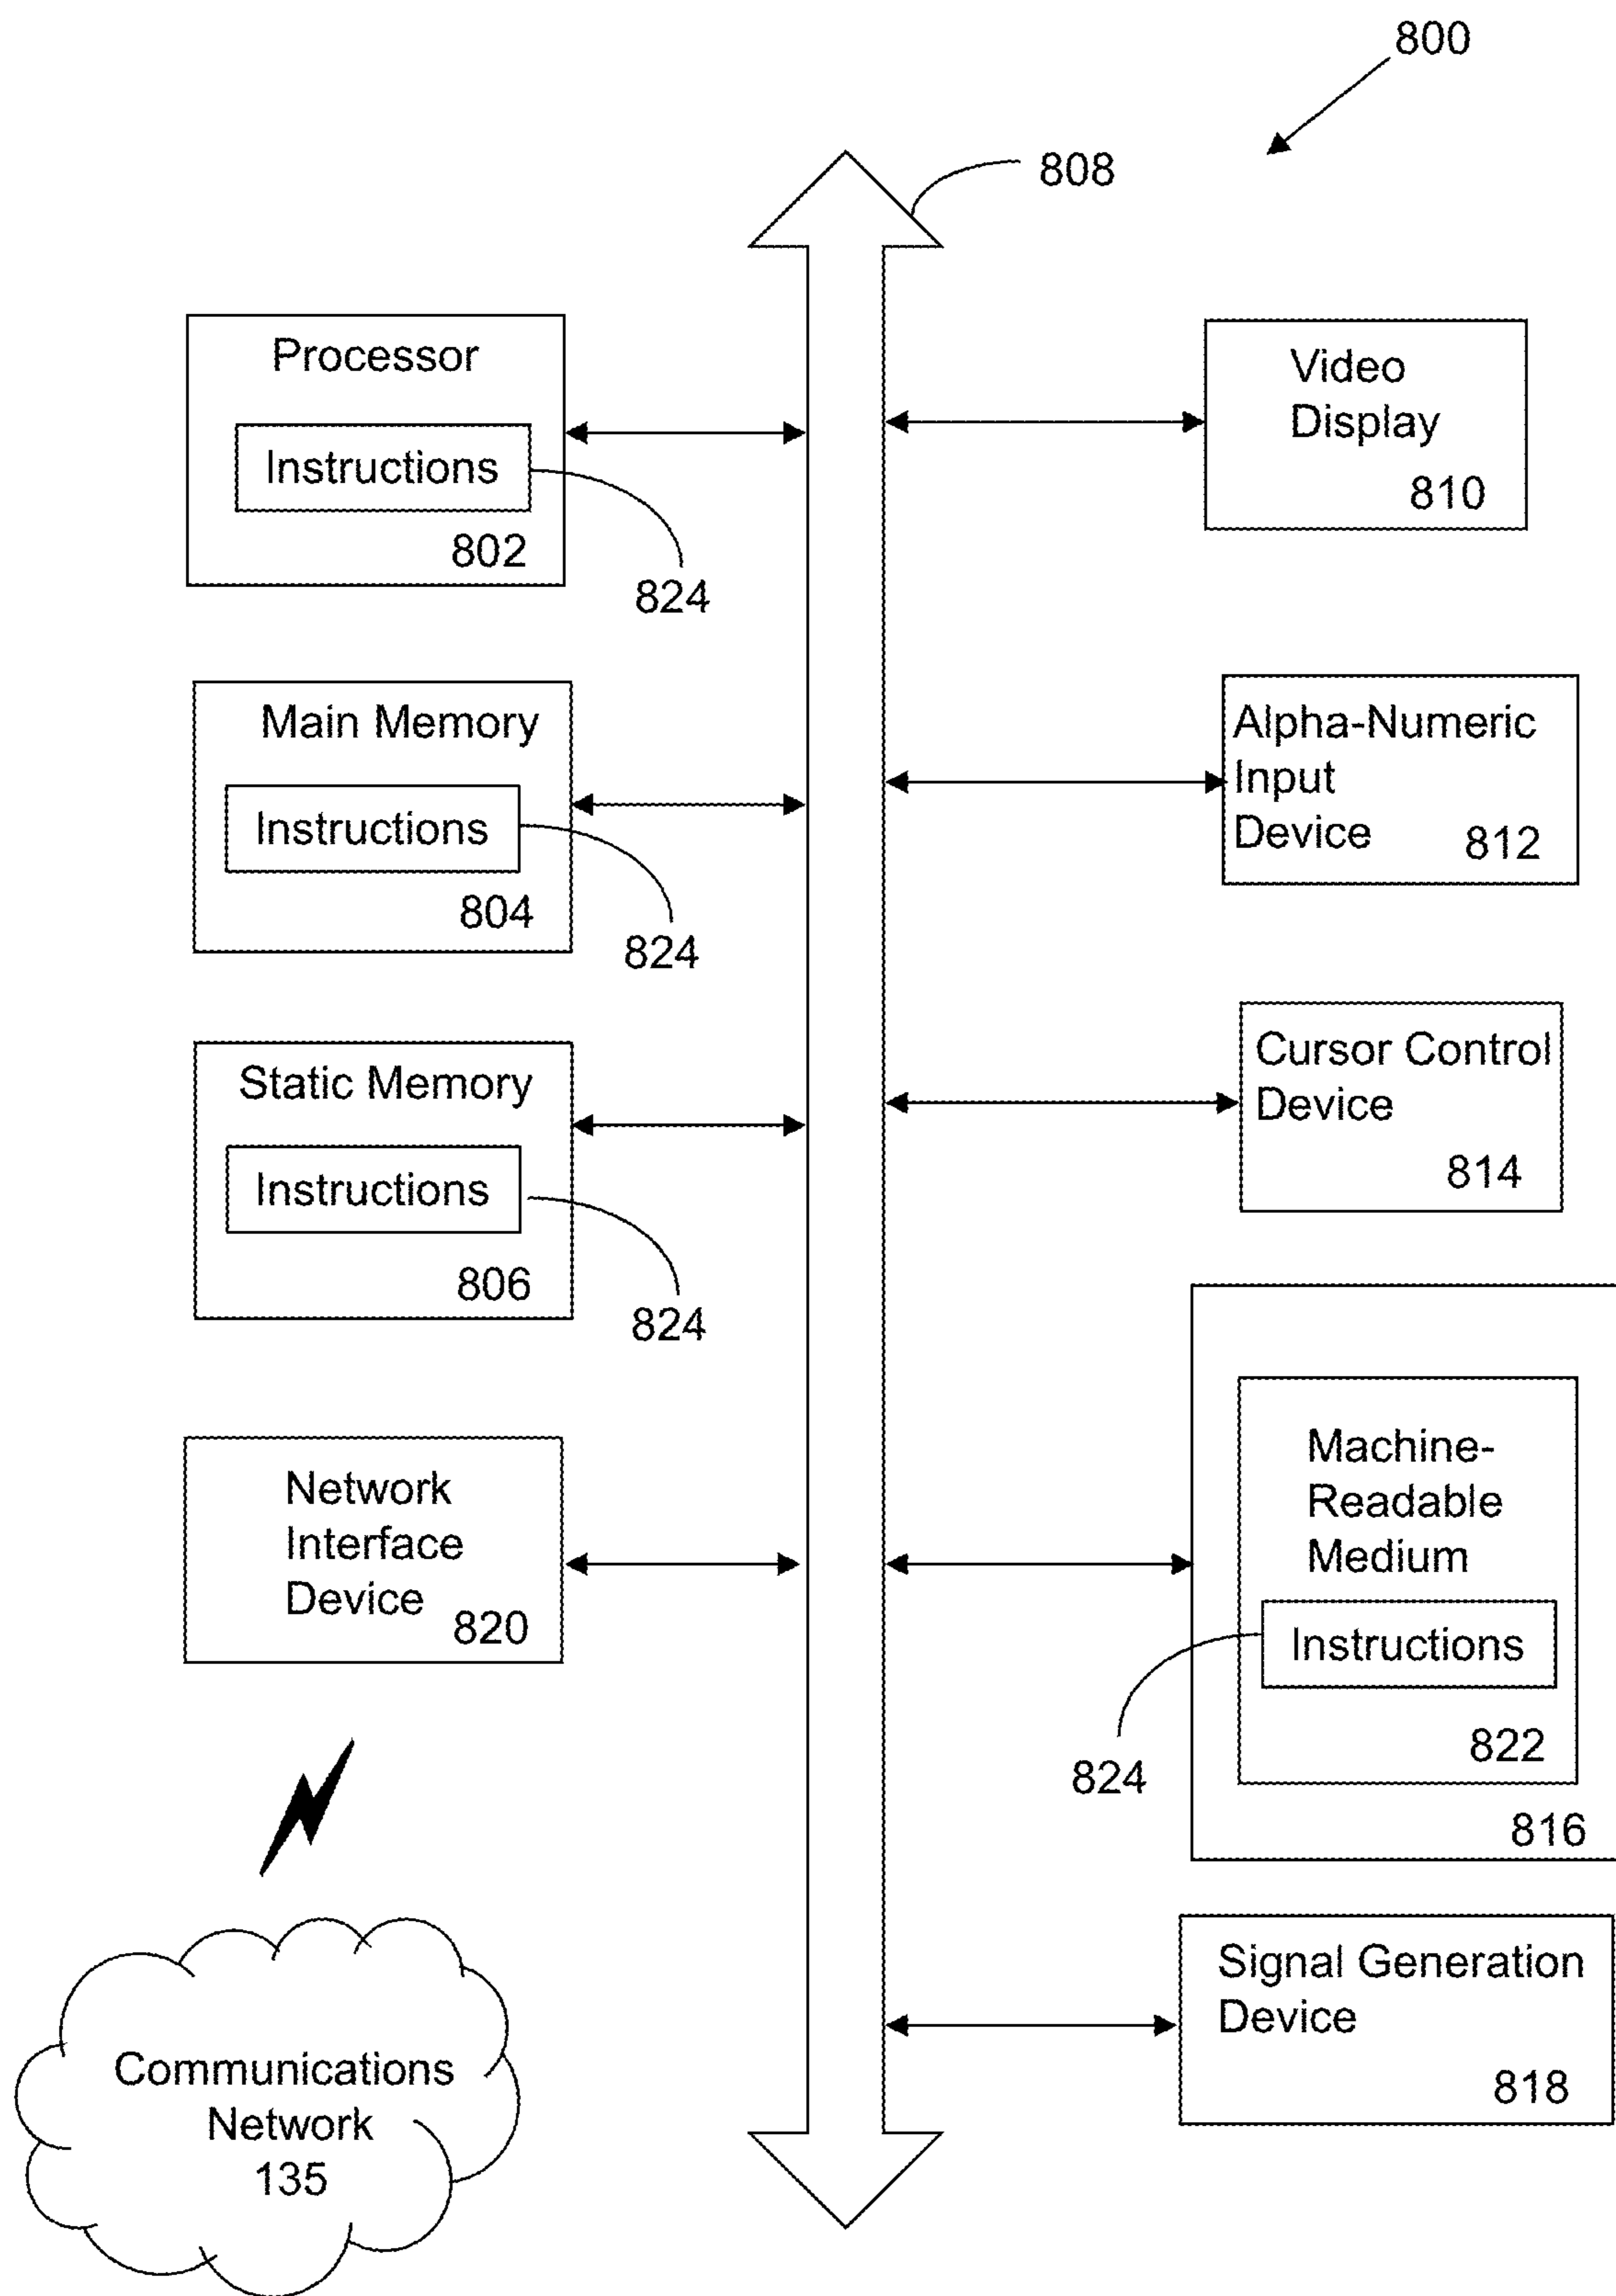 800
808
Processor
Instructions
802
824
Main Memory
Instructions
804
824
Static Memory
Instructions
806
824
Network
Interface
Device
820
Communications
Network
135
Video
Display
810
Alpha-Numeric
Input
Device
812
Cursor Control
Device
814
Machine-
Readable
Medium
Instructions
822
824
816
Signal Generation
Device
818